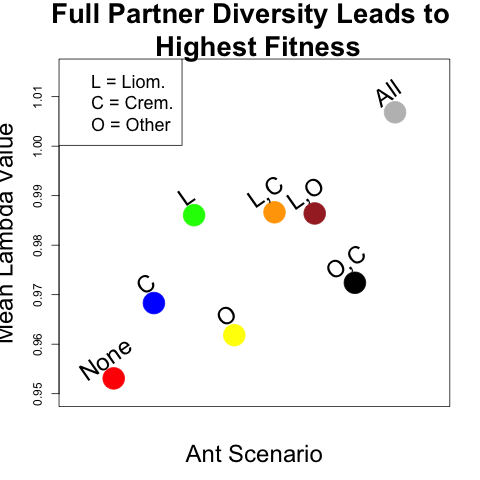 Full Partner Diversity Leads to
Highest Fitness
L = Liom.
C = Crem.
O = Other
Mean Lambda Value
1.01
1.00
0.99
0.98
0.97
0.96
0.95
None
C
L
O
L,C
L,O
O,C
All
Ant Scenario